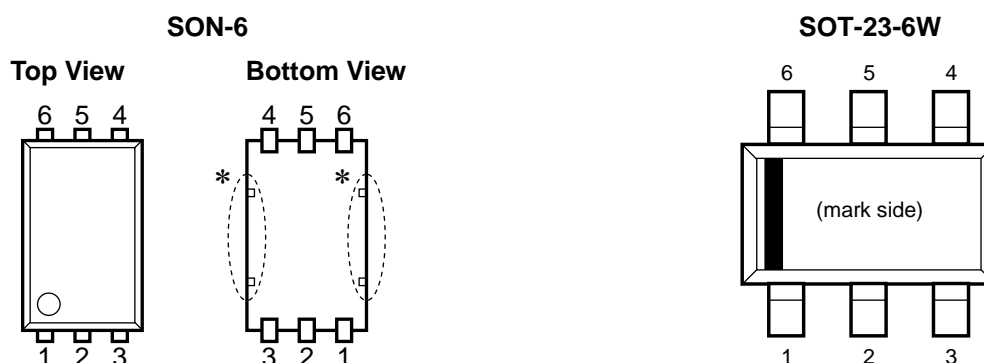 SON-6
Top View
Bottom View
6 5 4
4 5 6
* *
1 2 3
3 2 1
SOT-23-6W
6 5 4
(mark side)
1 2 3